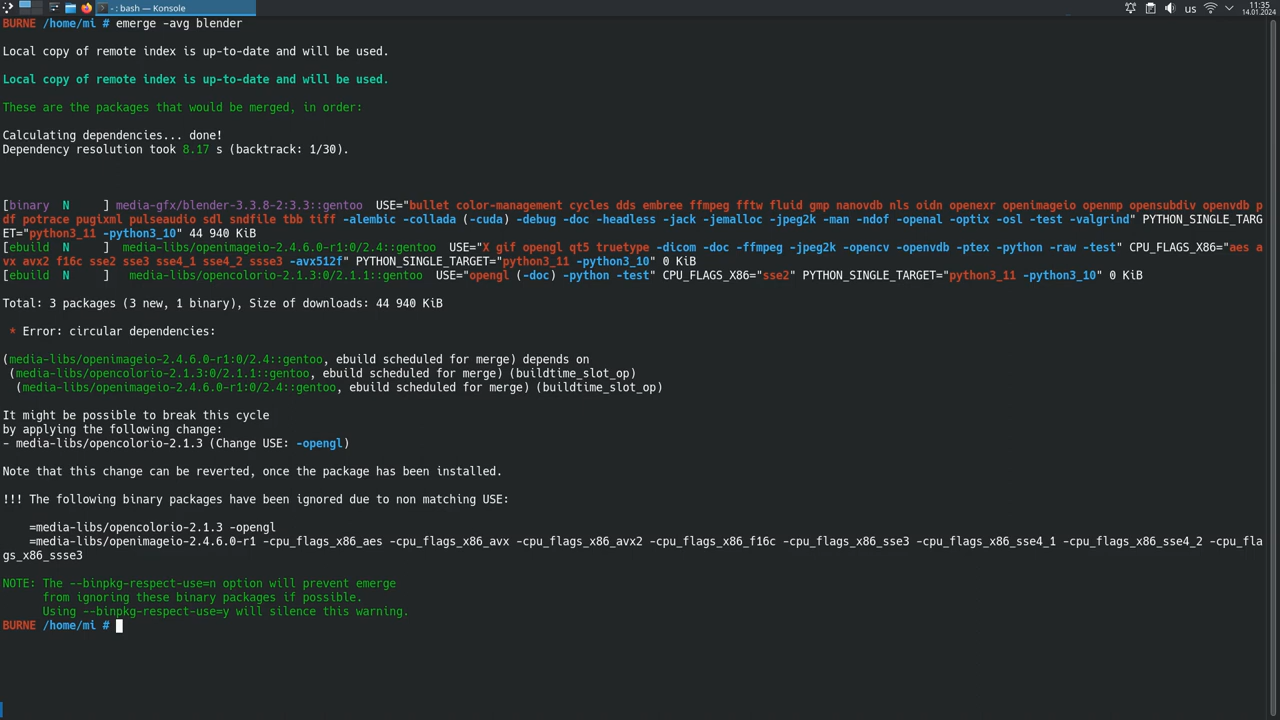 - : bash — Konsole
us
11:35
14.01.2024
BURNE /home/mi # emerge -avg blender
Local copy of remote index is up-to-date and will be used.
Local copy of remote index is up-to-date and will be used.
These are the packages that would be merged, in order:
Calculating dependencies... done!
Dependency resolution took 8.17 s (backtrack: 1/30).
[binary  N     ] media-gfx/blender-3.3.8-2:3.3::gentoo  USE="bullet color-management cycles dds embree ffmpeg fftw fluid gmp nanovdb nls oidn openexr openimageio openmp opensubdiv openvdb p
df potrace pugixml pulseaudio sdl sndfile tbb tiff -alembic -collada (-cuda) -debug -doc -headless -jack -jemalloc -jpeg2k -man -ndof -openal -optix -osl -test -valgrind" PYTHON_SINGLE_TARG
ET="python3_11 -python3_10" 44 940 KiB
[ebuild  N     ]  media-libs/openimageio-2.4.6.0-r1:0/2.4::gentoo  USE="X gif opengl qt5 truetype -dicom -doc -ffmpeg -jpeg2k -opencv -openvdb -ptex -python -raw -test" CPU_FLAGS_X86="aes
avx avx2 f16c sse2 sse3 sse4_1 sse4_2 ssse3 -avx512f" PYTHON_SINGLE_TARGET="python3_11 -python3_10" 0 KiB
[ebuild  N     ]   media-libs/opencolorio-2.1.3:0/2.1.1::gentoo  USE="opengl (-doc) -python -test" CPU_FLAGS_X86="sse2" PYTHON_SINGLE_TARGET="python3_11 -python3_10" 0 KiB
Total: 3 packages (3 new, 1 binary), Size of downloads: 44 940 KiB
* Error: circular dependencies:
(media-libs/openimageio-2.4.6.0-r1:0/2.4::gentoo, ebuild scheduled for merge) depends on
(media-libs/opencolorio-2.1.3:0/2.1.1::gentoo, ebuild scheduled for merge) (buildtime_slot_op)
(media-libs/openimageio-2.4.6.0-r1:0/2.4::gentoo, ebuild scheduled for merge) (buildtime_slot_op)
It might be possible to break this cycle
by applying the following change:
- media-libs/opencolorio-2.1.3 (Change USE: -opengl)
Note that this change can be reverted, once the package has been installed.
!!! The following binary packages have been ignored due to non matching USE:
=media-libs/opencolorio-2.1.3 -opengl
=media-libs/openimageio-2.4.6.0-r1 -cpu_flags_x86_aes -cpu_flags_x86_avx -cpu_flags_x86_avx2 -cpu_flags_x86_f16c -cpu_flags_x86_sse3 -cpu_flags_x86_sse4_1 -cpu_flags_x86_sse4_2 -cpu_fla
gs_x86_ssse3
NOTE: The --binpkg-respect-use=n option will prevent emerge
from ignoring these binary packages if possible.
Using --binpkg-respect-use=y will silence this warning.
BURNE /home/mi #